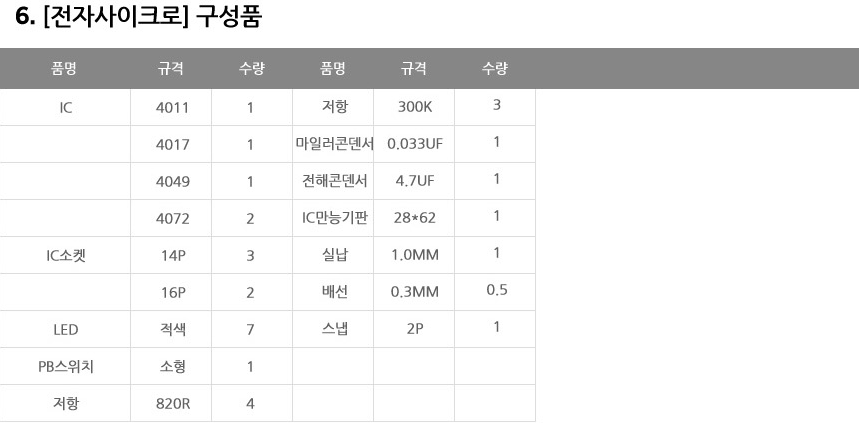 6. [전자사이크로] 구성품
품명 규격 수량 품명 규격 수량
IC 4011 1 저항 300K 3
4017 1 마일러콘덴서 0.033UF 1
4049 1 전해콘덴서 4.7UF 1
4072 2 IC만능기판 28*62 1
IC소켓 14P 3 실납 1.0MM 1
16P 2 배선 0.3MM 0.5
LED 적색 7 스냅 2P 1
PB스위치 소형 1
저항 820R 4